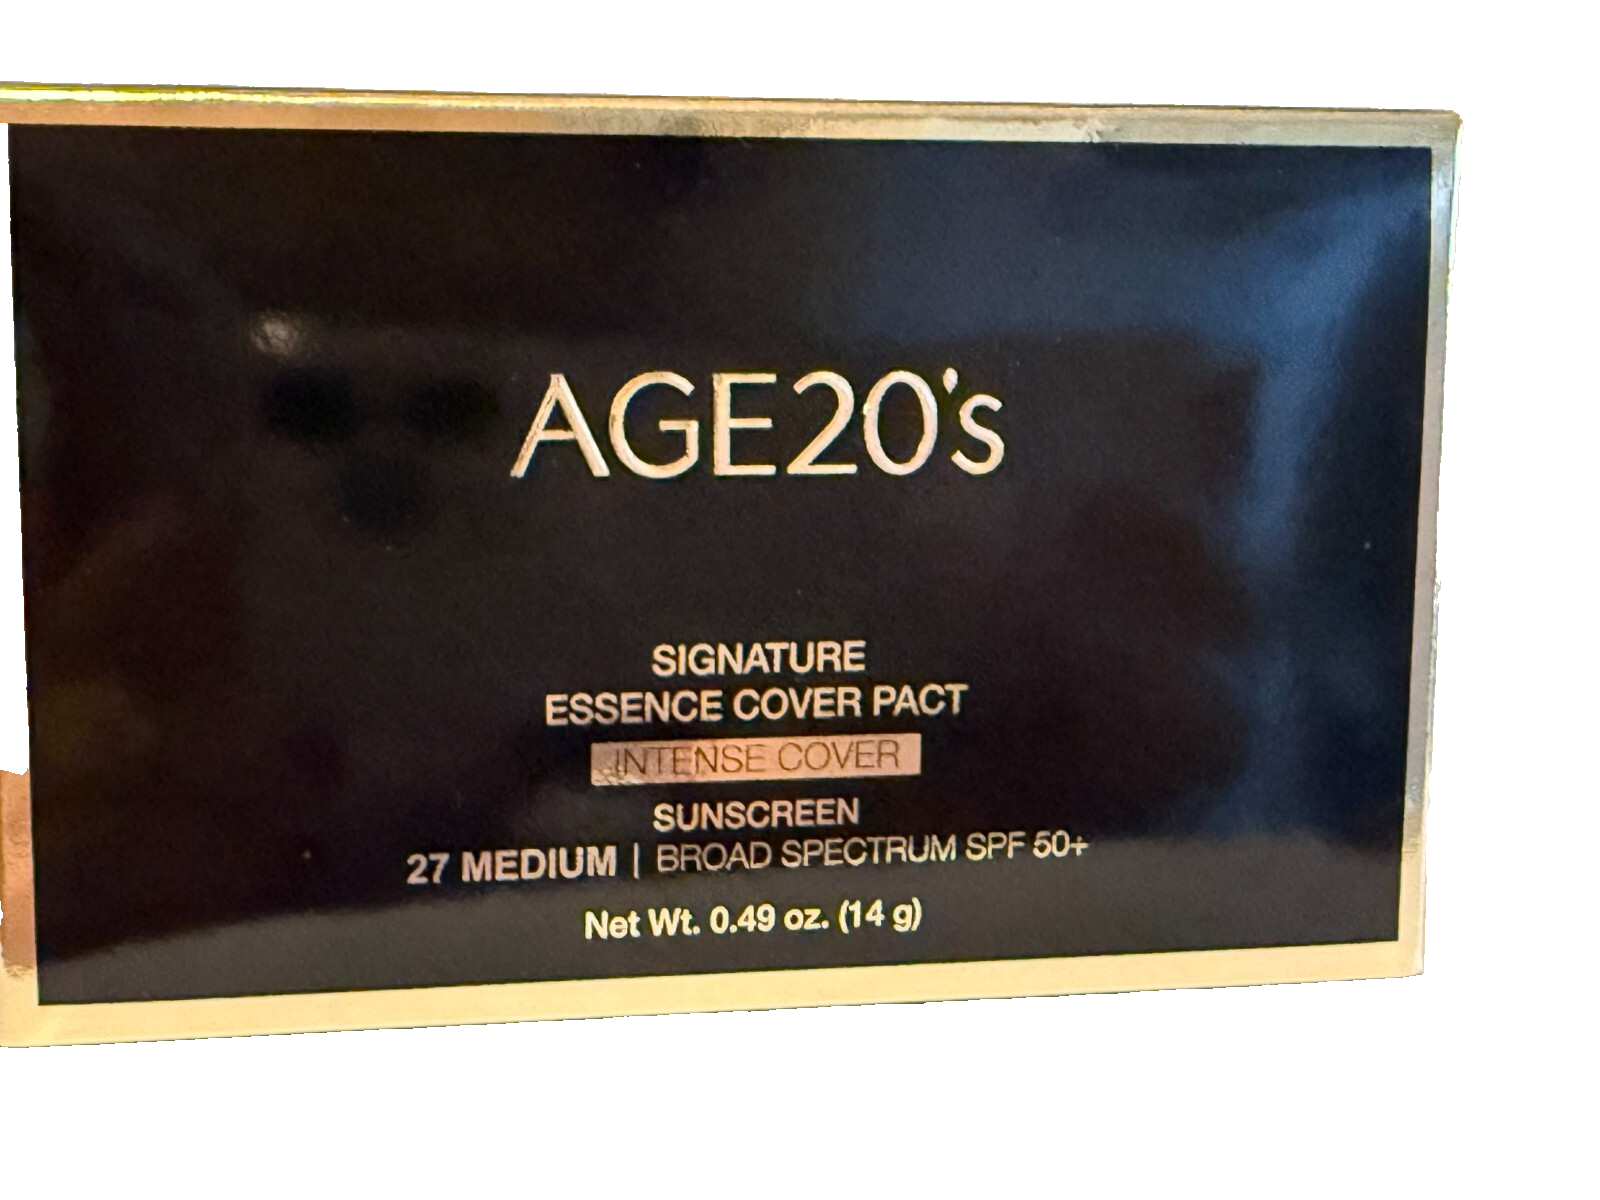 AGE20's
SIGNATURE
ESSENCE COVER PACT
INTENSE COVER
SUNSCREEN
27 MEDIUM | BROAD SPECTRUM SPF 50+
Net Wt. 0.49 oz. (14 g)